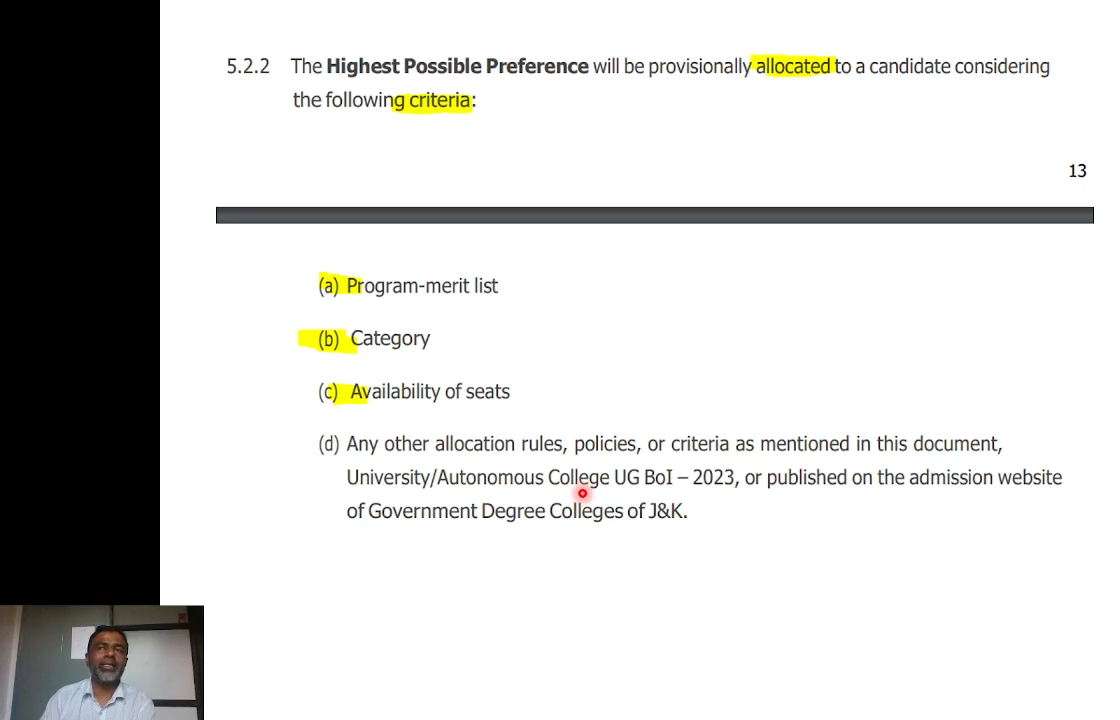 5.2.2 The Highest Possible Preference will be provisionally allocated to a candidate considering
the following criteria:
13
(a) Program-merit list
(b) Category
(c) Availability of seats
(d) Any other allocation rules, policies, or criteria as mentioned in this document,
University/Autonomous College UG BoI – 2023, or published on the admission website
of Government Degree Colleges of J&K.